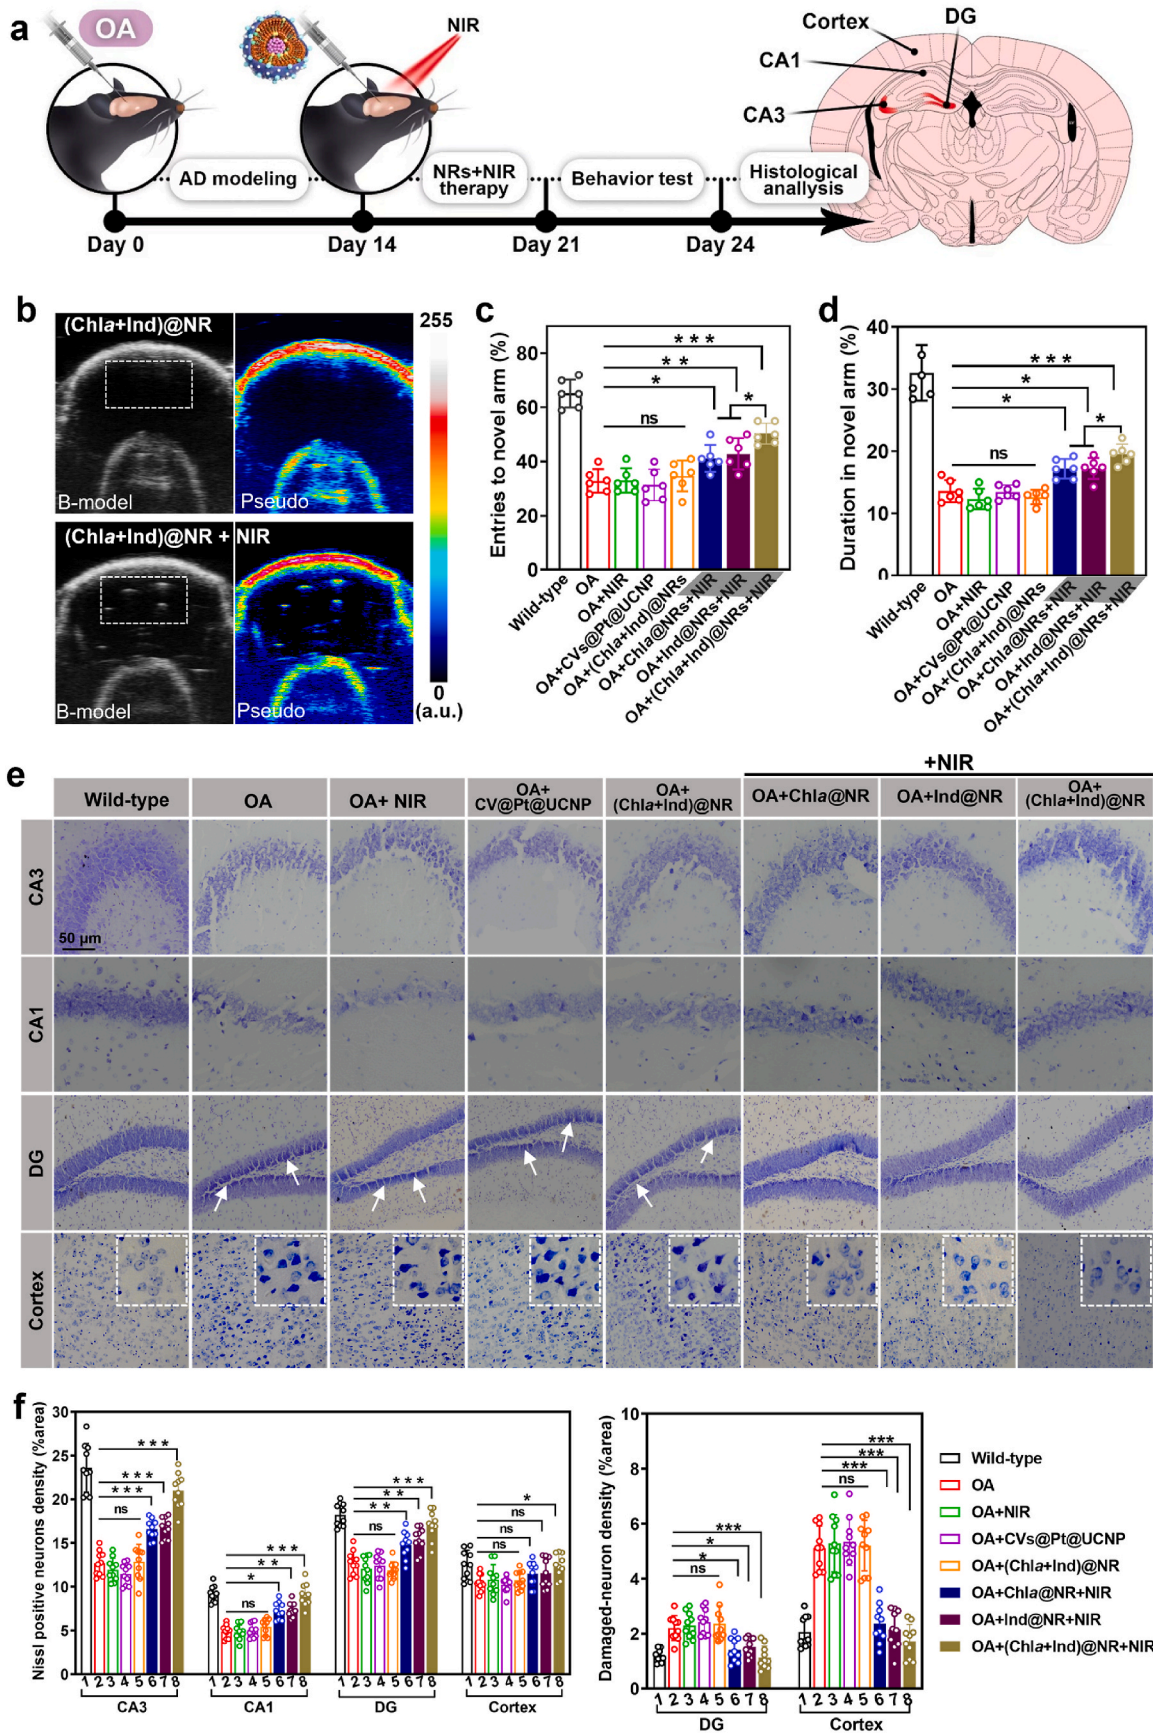 a
OA
NIR
Cortex
DG
CA1
CA3
AD modeling
NRs+NIR
therapy
Behavior test
Histological
anallysis
Day 0
Day 14
Day 21
Day 24
b
(Chla+Ind)@NR
B-model
Pseudo
(Chla+Ind)@NR + NIR
B-model
Pseudo
255
0
(a.u.)
c
Entries to novel arm (%)
80
60
40
20
0
* * *
* *
*
*
ns
Wild-type
OA
OA+NIR
OA+CVs@Pt@UCNP
OA+(Chla+Ind)@NRs
OA+Chla@NRs+NIR
OA+Ind@NRs+NIR
OA+(Chla+Ind)@NRs+NIR
d
Duration in novel arm (%)
40
30
20
10
0
* * *
*
*
*
ns
Wild-type
OA
OA+NIR
OA+CVs@Pt@UCNP
OA+(Chla+Ind)@NRs
OA+Chla@NRs+NIR
OA+Ind@NRs+NIR
OA+(Chla+Ind)@NRs+NIR
e
+NIR
Wild-type
OA
OA+ NIR
OA+
CV@Pt@UCNP
OA+
(Chla+Ind)@NR
OA+Chla@NR
OA+Ind@NR
OA+
(Chla+Ind)@NR
CA3
50 µm
CA1
DG
Cortex
f
Nissl positive neurons density (%area)
30
25
20
15
10
5
0
* * *
* * *
* * *
ns
* * *
* *
*
ns
* * *
* *
* *
ns
*
ns
ns
ns
1 2 3 4 5 6 7 8
1 2 3 4 5 6 7 8
1 2 3 4 5 6 7 8
1 2 3 4 5 6 7 8
CA3
CA1
DG
Cortex
Damaged-neuron density (%area)
10
8
6
4
2
0
***
*
*
ns
***
***
***
ns
1 2 3 4 5 6 7 8
1 2 3 4 5 6 7 8
DG
Cortex
Wild-type
OA
OA+NIR
OA+CVs@Pt@UCNP
OA+(Chla+Ind)@NR
OA+Chla@NR+NIR
OA+Ind@NR+NIR
OA+(Chla+Ind)@NR+NIR